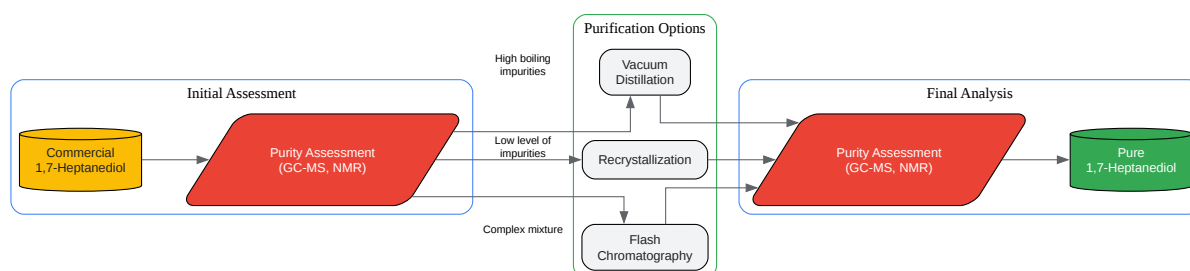 Initial Assessment
Commercial
1,7-Heptanediol
Purity Assessment
(GC-MS, NMR)
High boiling
impurities
Low level of
impurities
Complex mixture
Purification Options
Vacuum
Distillation
Recrystallization
Flash
Chromatography
Final Analysis
Purity Assessment
(GC-MS, NMR)
Pure
1,7-Heptanediol